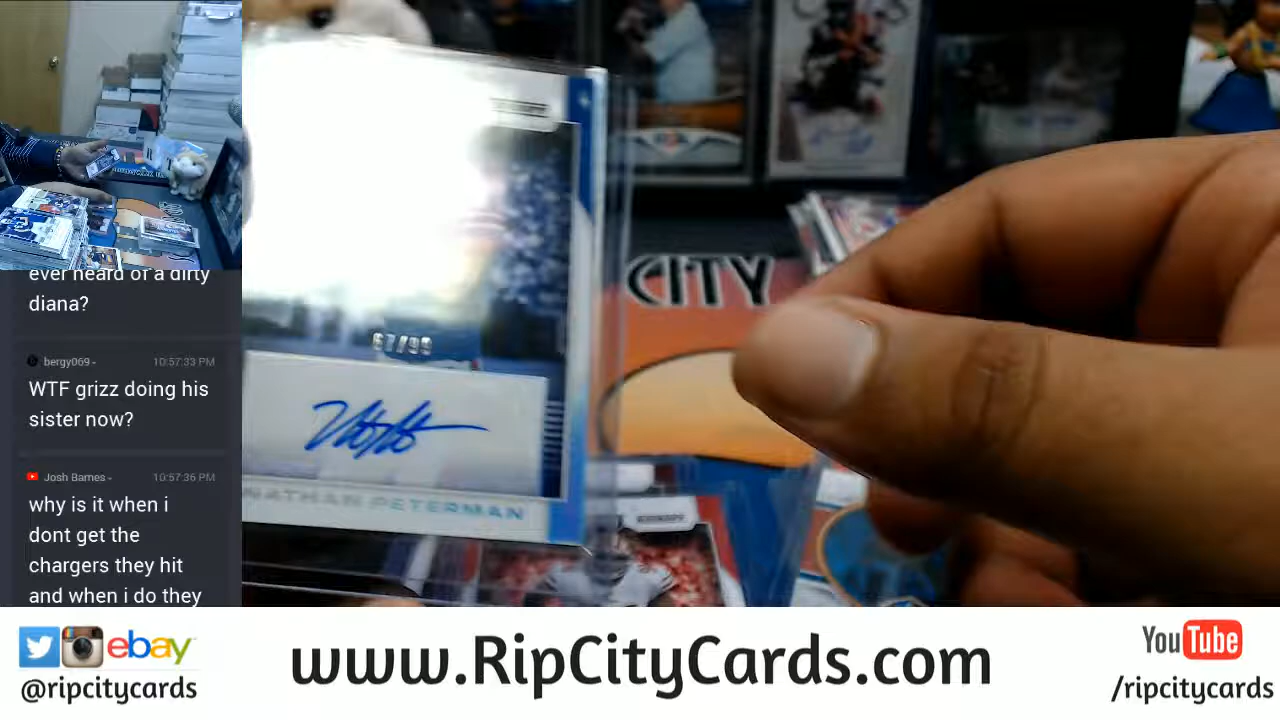 ever heard of a dirty
diana?
bergy069 - 10:57:33 PM
WTF grizz doing his
sister now?
Josh Barnes - 10:57:36 PM
why is it when i
dont get the
chargers they hit
and when i do they
67/99
NATHAN PETERMAN
CITY
@ripcitycards
ebay
www.RipCityCards.com
YouTube
/ripcitycards